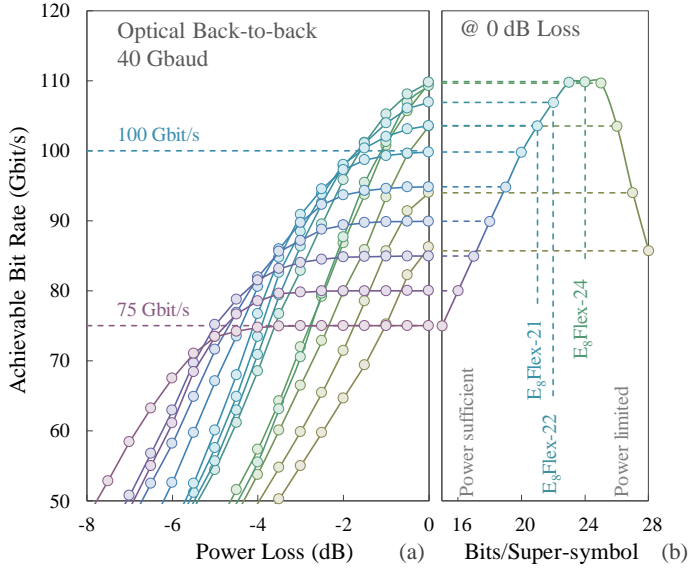 Achievable Bit Rate (Gbit/s)
120
110
100
90
80
70
60
50
Optical Back-to-back
40 Gbaud
100 Gbit/s
75 Gbit/s
-8
-6
-4
-2
0
Power Loss (dB)
(a)
@ 0 dB Loss
Power sufficient
E₈Flex-21
E₈Flex-22
E₈Flex-24
Power limited
16
20
24
28
Bits/Super-symbol
(b)